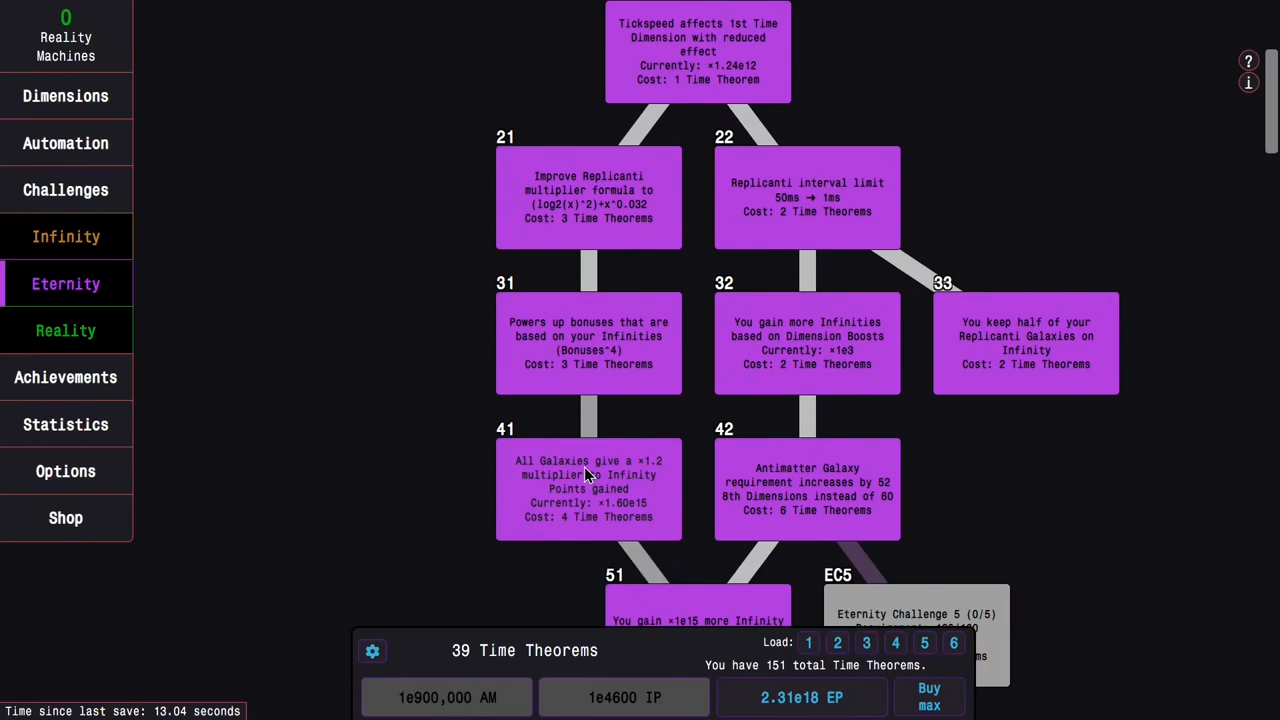 0
Reality
Machines
Dimensions
Automation
Challenges
Infinity
Eternity
Reality
Achievements
Statistics
Options
Shop
Tickspeed affects 1st Time
Dimension with reduced
effect
Currently: ×1.24e12
Cost: 1 Time Theorem
?
i
21
Improve Replicanti
multiplier formula to
(log2(x)^2)+x^0.032
Cost: 3 Time Theorems
22
Replicanti interval limit
50ms ➜ 1ms
Cost: 2 Time Theorems
31
Powers up bonuses that are
based on your Infinities
(Bonuses^4)
Cost: 3 Time Theorems
32
You gain more Infinities
based on Dimension Boosts
Currently: ×1e3
Cost: 2 Time Theorems
33
You keep half of your
Replicanti Galaxies on
Infinity
Cost: 2 Time Theorems
41
All Galaxies give a ×1.2
multiplier to Infinity
Points gained
Currently: ×1.60e15
Cost: 4 Time Theorems
42
Antimatter Galaxy
requirement increases by 52
8th Dimensions instead of 60
Cost: 6 Time Theorems
51
You gain ×1e15 more Infinity
EC5
Eternity Challenge 5 (0/5)
39 Time Theorems
Load: 1 2 3 4 5 6
You have 151 total Time Theorems.
1e900,000 AM
1e4600 IP
2.31e18 EP
Buy
max
Time since last save: 13.04 seconds